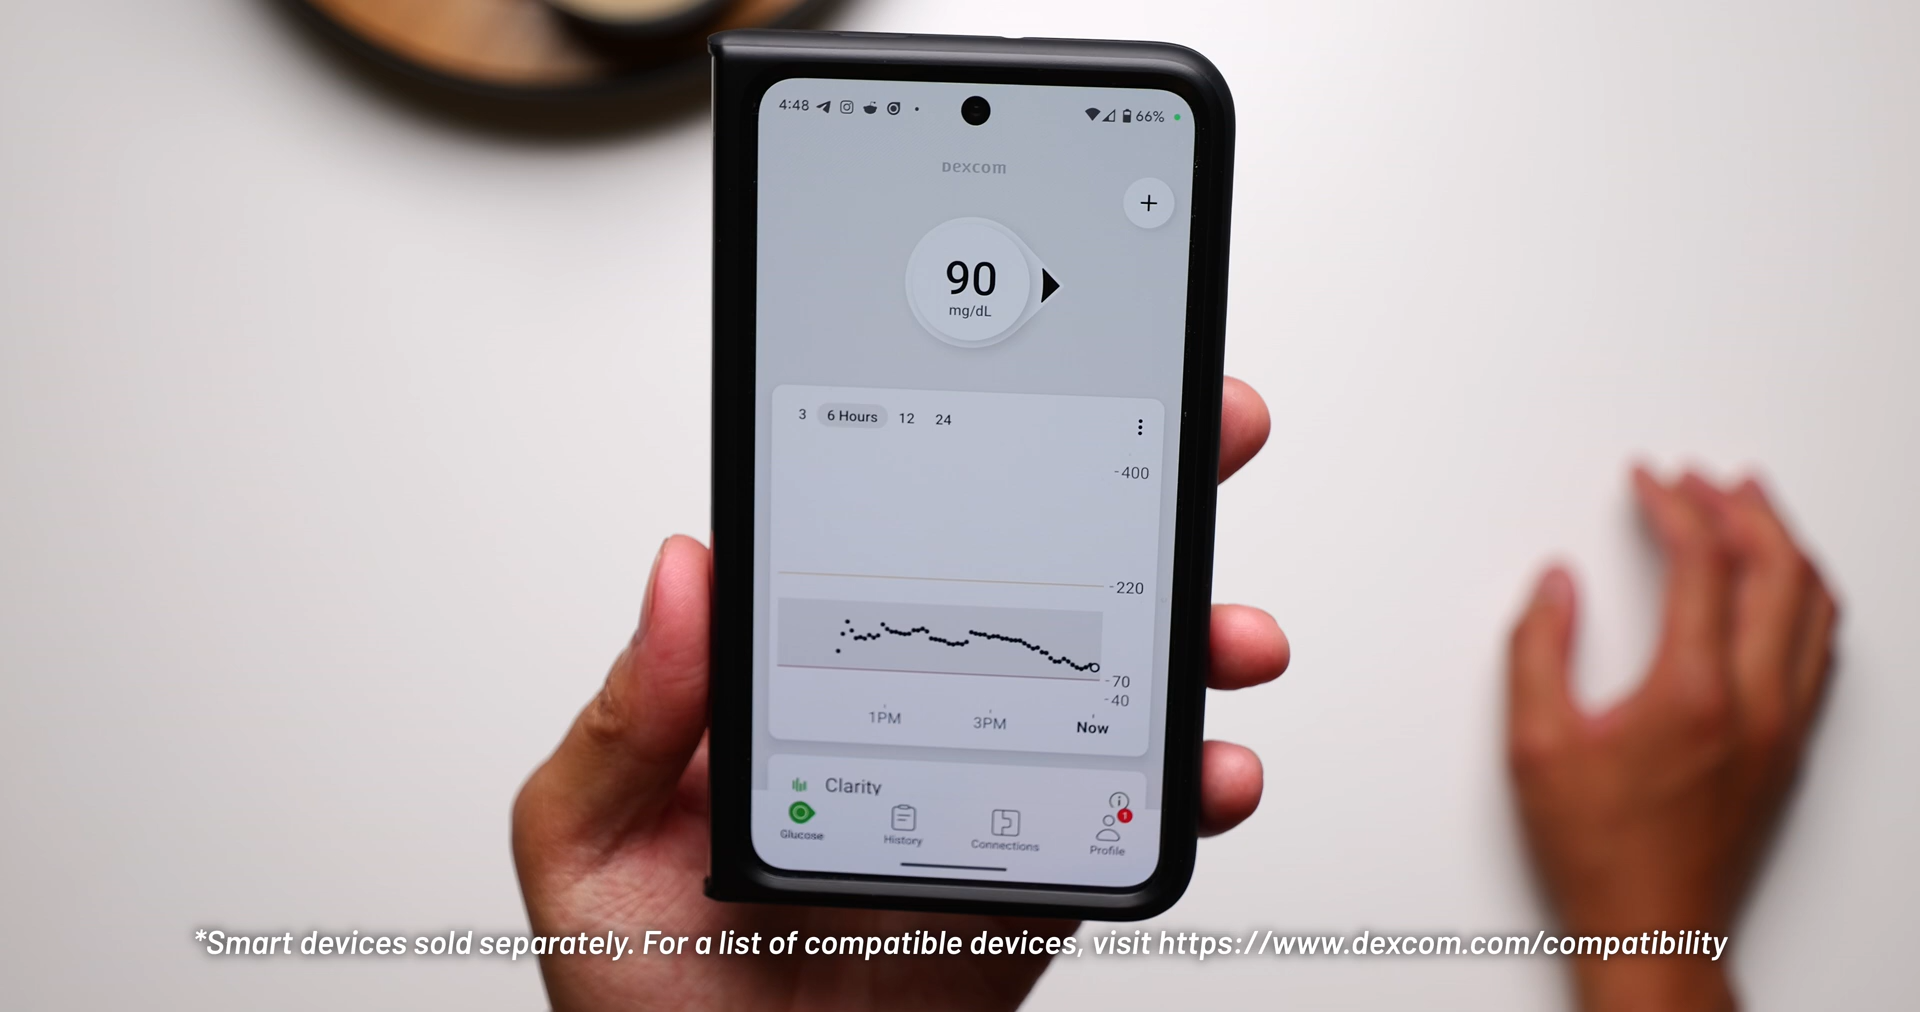 4:48 66%
Dexcom
+
90
mg/dL
3 6 Hours 12 24
-400
-220
-70
-40
1PM 3PM Now
Clarity
Glucose History Connections 1 Profile
*Smart devices sold separately. For a list of compatible devices, visit https://www.dexcom.com/compatibility